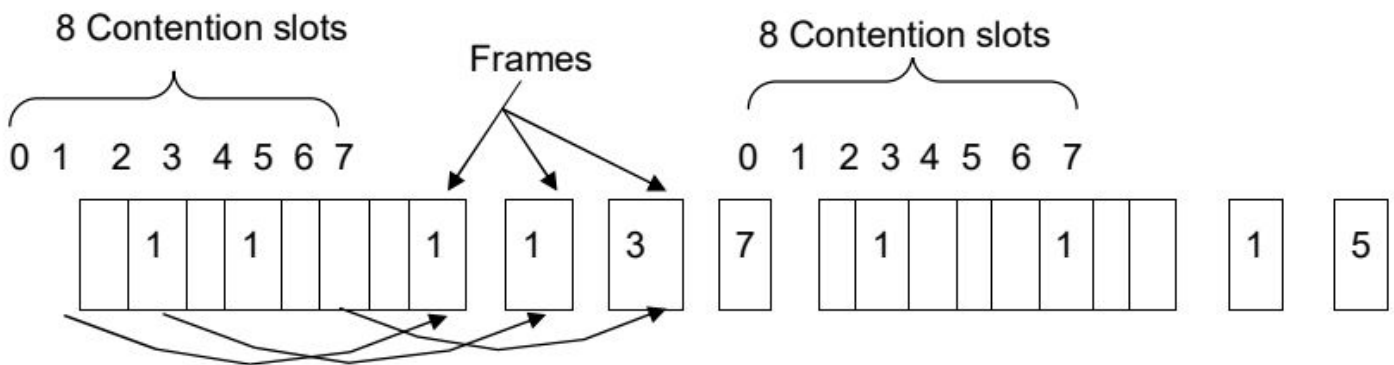 8 Contention slots
8 Contention slots
Frames
0 1 2 3 4 5 6 7
0 1 2 3 4 5 6 7
1 1 1 1 3 7 1 1 1 5